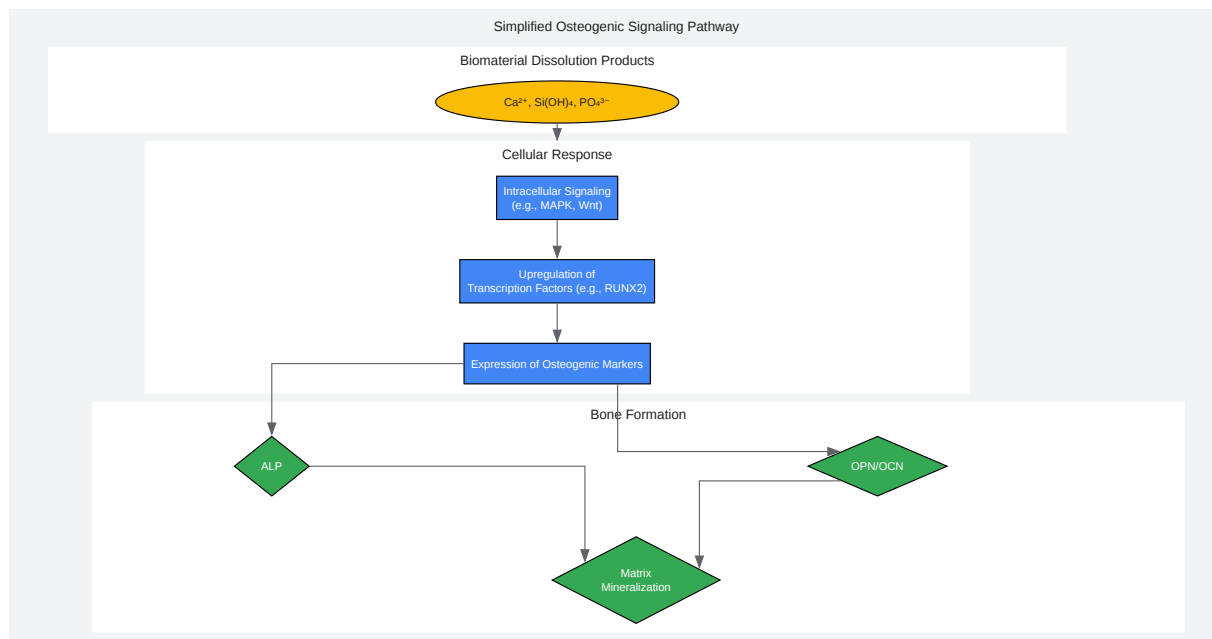 Simplified Osteogenic Signaling Pathway
Biomaterial Dissolution Products
Ca²⁺, Si(OH)₄, PO₄³⁻
Cellular Response
Intracellular Signaling
(e.g., MAPK, Wnt)
Upregulation of
Transcription Factors (e.g., RUNX2)
Expression of Osteogenic Markers
Bone Formation
ALP
OPN/OCN
Matrix
Mineralization